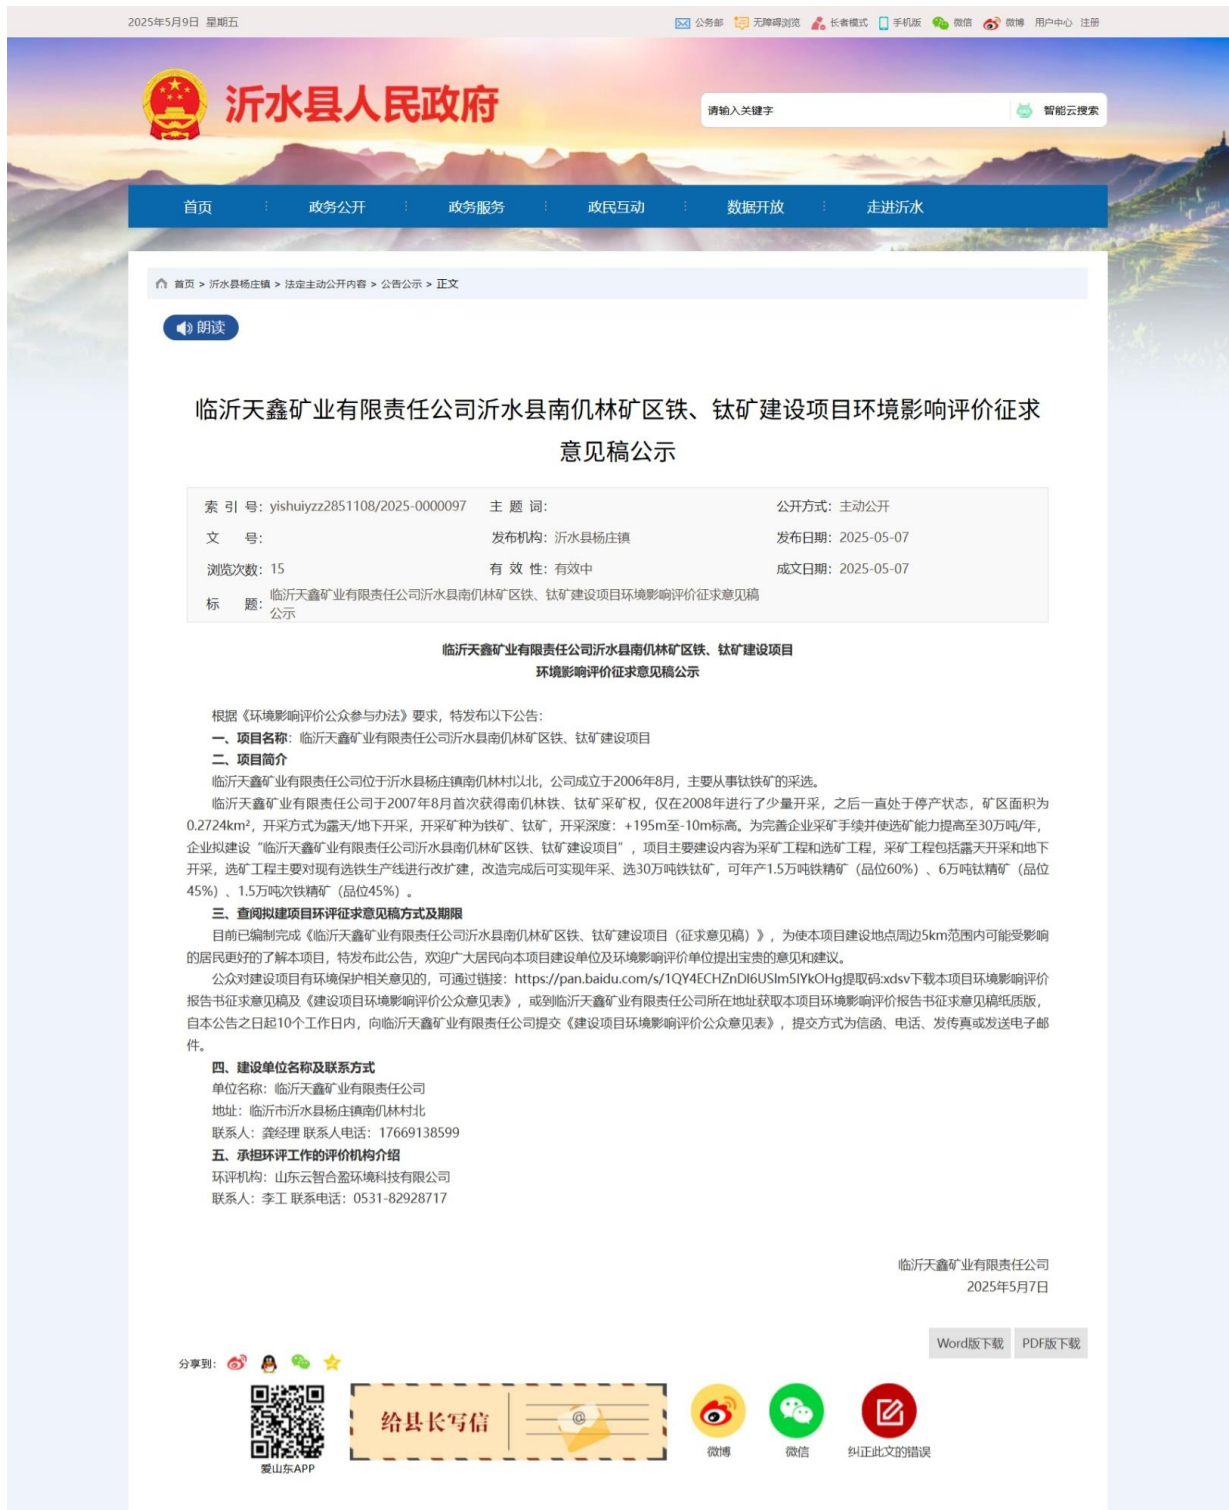 2025年5月9日 星期五
公务邮 无障碍浏览 长者模式 手机版 微信 微博 用户中心 注册
沂水县人民政府
请输入关键字
智能云搜索
首页 政务公开 政务服务 政民互动 数据开放 走进沂水
首页 > 沂水县杨庄镇 > 法定主动公开内容 > 公告公示 > 正文
朗读
临沂天鑫矿业有限责任公司沂水县南仉林矿区铁、钛矿建设项目环境影响评价征求
意见稿公示
索 引 号: yishuiyzz2851108/2025-0000097 主 题 词: 公开方式: 主动公开
文 号: 发布机构: 沂水县杨庄镇 发布日期: 2025-05-07
浏览次数: 15 有 效 性: 有效中 成文日期: 2025-05-07
标 题: 临沂天鑫矿业有限责任公司沂水县南仉林矿区铁、钛矿建设项目环境影响评价征求意见稿
公示
临沂天鑫矿业有限责任公司沂水县南仉林矿区铁、钛矿建设项目
环境影响评价征求意见稿公示
根据《环境影响评价公众参与办法》要求，特发布以下公告：
一、项目名称：临沂天鑫矿业有限责任公司沂水县南仉林矿区铁、钛矿建设项目
二、项目简介
临沂天鑫矿业有限责任公司位于沂水县杨庄镇南仉林村以北，公司成立于2006年8月，主要从事钛铁矿的采选。
临沂天鑫矿业有限责任公司于2007年8月首次获得南仉林铁、钛矿采矿权，仅在2008年进行了少量开采，之后一直处于停产状态，矿区面积为
0.2724km²，开采方式为露天/地下开采，开采矿种为铁矿、钛矿，开采深度：+195m至-10m标高。为完善企业采矿手续并使选矿能力提高至30万吨/年，
企业拟建设“临沂天鑫矿业有限责任公司沂水县南仉林矿区铁、钛矿建设项目”，项目主要建设内容为采矿工程和选矿工程，采矿工程包括露天开采和地下
开采，选矿工程主要对现有选铁生产线进行改扩建，改造完成后可实现年采、选30万吨铁钛矿，可年产1.5万吨铁精矿（品位60%）、6万吨钛精矿（品位
45%）、1.5万吨次铁精矿（品位45%）。
三、查阅拟建项目环评征求意见稿方式及期限
目前已编制完成《临沂天鑫矿业有限责任公司沂水县南仉林矿区铁、钛矿建设项目（征求意见稿）》，为使本项目建设地点周边5km范围内可能受影响
的居民更好的了解本项目，特发布此公告，欢迎广大居民向本项目建设单位及环境影响评价单位提出宝贵的意见和建议。
公众对建设项目有环境保护相关意见的，可通过链接：https://pan.baidu.com/s/1QY4ECHZnDI6USIm5IYkOHg提取码:xdsv下载本项目环境影响评价
报告书征求意见稿及《建设项目环境影响评价公众意见表》，或到临沂天鑫矿业有限责任公司所在地址获取本项目环境影响评价报告书征求意见稿纸质版，
自本公告之日起10个工作日内，向临沂天鑫矿业有限责任公司提交《建设项目环境影响评价公众意见表》，提交方式为信函、电话、发传真或发送电子邮
件。
四、建设单位名称及联系方式
单位名称：临沂天鑫矿业有限责任公司
地址：临沂市沂水县杨庄镇南仉林村北
联系人：龚经理 联系人电话：17669138599
五、承担环评工作的评价机构介绍
环评机构：山东云智合盈环境科技有限公司
联系人：李工 联系电话：0531-82928717
临沂天鑫矿业有限责任公司
2025年5月7日
Word版下载 PDF版下载
分享到:
给县长写信
@
微博 微信 纠正此文的错误
爱山东APP